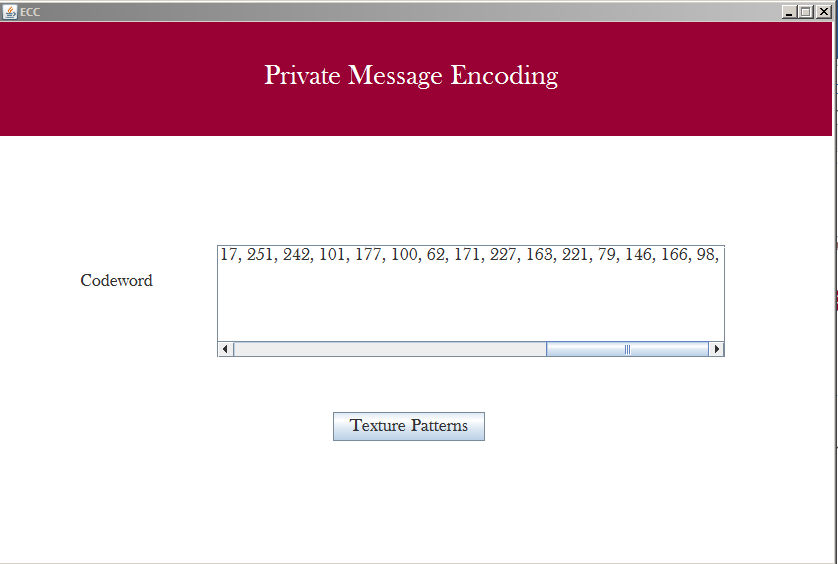 ECC
Private Message Encoding
17, 251, 242, 101, 177, 100, 62, 171, 227, 163, 221, 79, 146, 166, 98,
Codeword
Texture Patterns